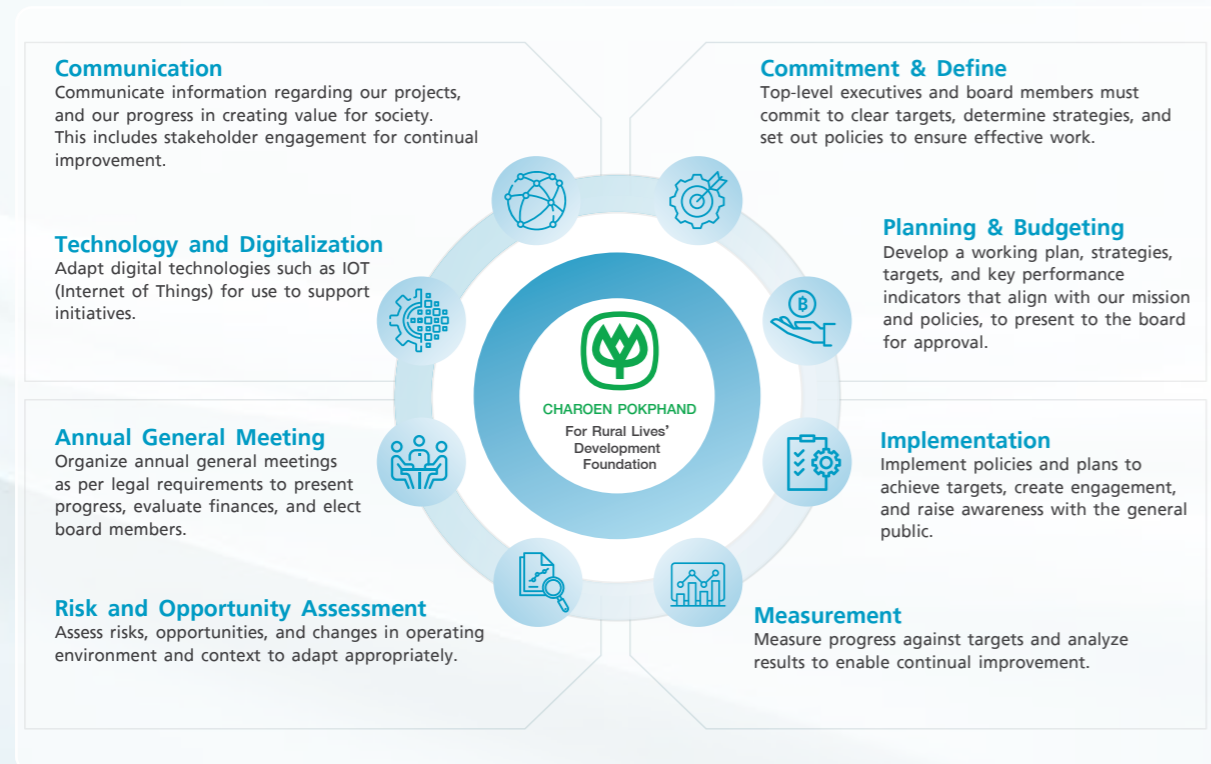 Communication
Communicate information regarding our projects,
and our progress in creating value for society.
This includes stakeholder engagement for continual
improvement.
Technology and Digitalization
Adapt digital technologies such as IOT
(Internet of Things) for use to support
initiatives.
Annual General Meeting
Organize annual general meetings
as per legal requirements to present
progress, evaluate finances, and elect
board members.
Risk and Opportunity Assessment
Assess risks, opportunities, and changes in operating
environment and context to adapt appropriately.
CHAROEN POKPHAND
For Rural Lives’
Development
Foundation
Commitment & Define
Top-level executives and board members must
commit to clear targets, determine strategies, and
set out policies to ensure effective work.
Planning & Budgeting
Develop a working plan, strategies,
targets, and key performance
indicators that align with our mission
and policies, to present to the board
for approval.
฿
Implementation
Implement policies and plans to
achieve targets, create engagement,
and raise awareness with the general
public.
Measurement
Measure progress against targets and analyze
results to enable continual improvement.